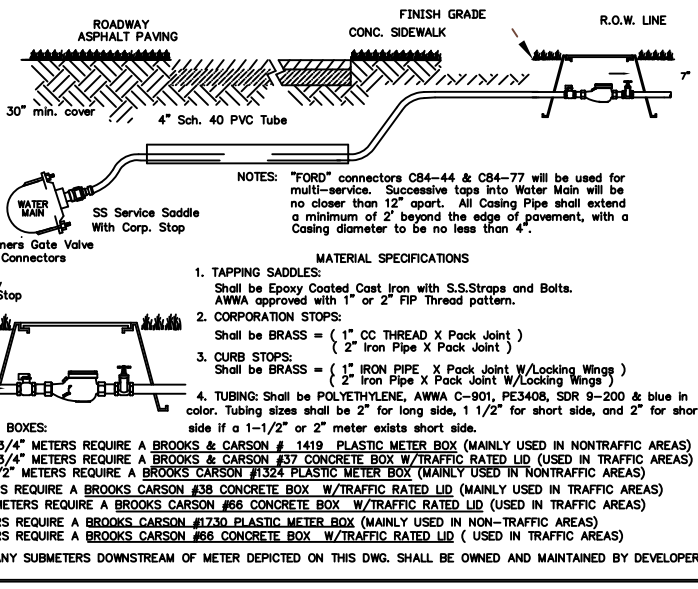 ROADWAY
ASPHALT PAVING
FINISH GRADE
CONC. SIDEWALK
R.O.W. LINE
7"
30" min. cover
4" Sch. 40 PVC Tube
WATER
MAIN
SS Service Saddle
With Corp. Stop
Gate Valve
Connectors
Stop
NOTES: "FORD" connectors C84-44 & C84-77 will be used for
multi-service. Successive taps into Water Main will be
no closer than 12" apart. All Casing Pipe shall extend
a minimum of 2' beyond the edge of pavement, with a
Casing diameter to be no less than 4".
MATERIAL SPECIFICATIONS
1. TAPPING SADDLES:
Shall be Epoxy Coated Cast Iron with S.S.Straps and Bolts.
AWWA approved with 1" or 2" FIP Thread pattern.
2. CORPORATION STOPS:
Shall be BRASS = ( 1" CC THREAD X Pack Joint )
( 2" Iron Pipe X Pack Joint )
3. CURB STOPS:
Shall be BRASS = ( 1" IRON PIPE X Pack Joint W/Locking Wings )
( 2" Iron Pipe X Pack Joint W/Locking Wings )
4. TUBING: Shall be POLYETHYLENE, AWWA C-901, PE3408, SDR 9-200 & blue in
color. Tubing sizes shall be 2" for long side, 1 1/2" for short side, and 2" for shor
side if a 1-1/2" or 2" meter exists short side.
BOXES:
3/4" METERS REQUIRE A BROOKS & CARSON # 1419 PLASTIC METER BOX (MAINLY USED IN NONTRAFFIC AREAS)
3/4" METERS REQUIRE A BROOKS & CARSON #37 CONCRETE BOX W/TRAFFIC RATED LID (USED IN TRAFFIC AREAS)
/2" METERS REQUIRE A BROOKS CARSON #1324 PLASTIC METER BOX (MAINLY USED IN NONTRAFFIC AREAS)
S REQUIRE A BROOKS CARSON #38 CONCRETE BOX W/TRAFFIC RATED LID (MAINLY USED IN TRAFFIC AREAS)
METERS REQUIRE A BROOKS CARSON #66 CONCRETE BOX W/TRAFFIC RATED LID (USED IN TRAFFIC AREAS)
RS REQUIRE A BROOKS CARSON #1730 PLASTIC METER BOX (MAINLY USED IN NON-TRAFFIC AREAS)
RS REQUIRE A BROOKS CARSON #66 CONCRETE BOX W/TRAFFIC RATED LID ( USED IN TRAFFIC AREAS)
ANY SUBMETERS DOWNSTREAM OF METER DEPICTED ON THIS DWG. SHALL BE OWNED AND MAINTAINED BY DEVELOPER